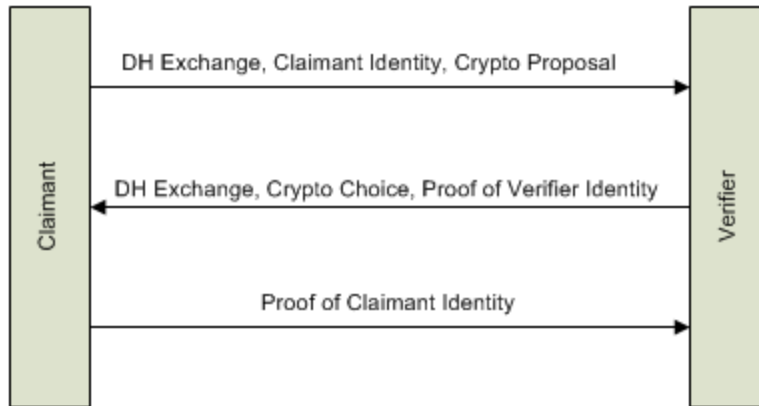 DH Exchange, Claimant Identity, Crypto Proposal
Claimant
Verifier
DH Exchange, Crypto Choice, Proof of Verifier Identity
Proof of Claimant Identity